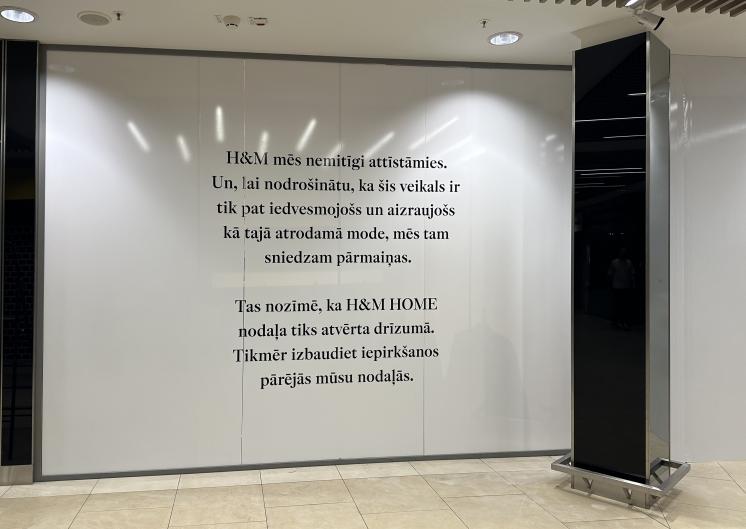 H&M mēs nemitīgi attīstāmies.
Un, lai nodrošinātu, ka šis veikals ir
tik pat iedvesmojošs un aizraujošs
kā tajā atrodamā mode, mēs tam
sniedzam pārmaiņas.
Tas nozīmē, ka H&M HOME
nodaļa tiks atvērta drīzumā.
Tikmēr izbaudiet iepirkšanos
pārējās mūsu nodaļās.